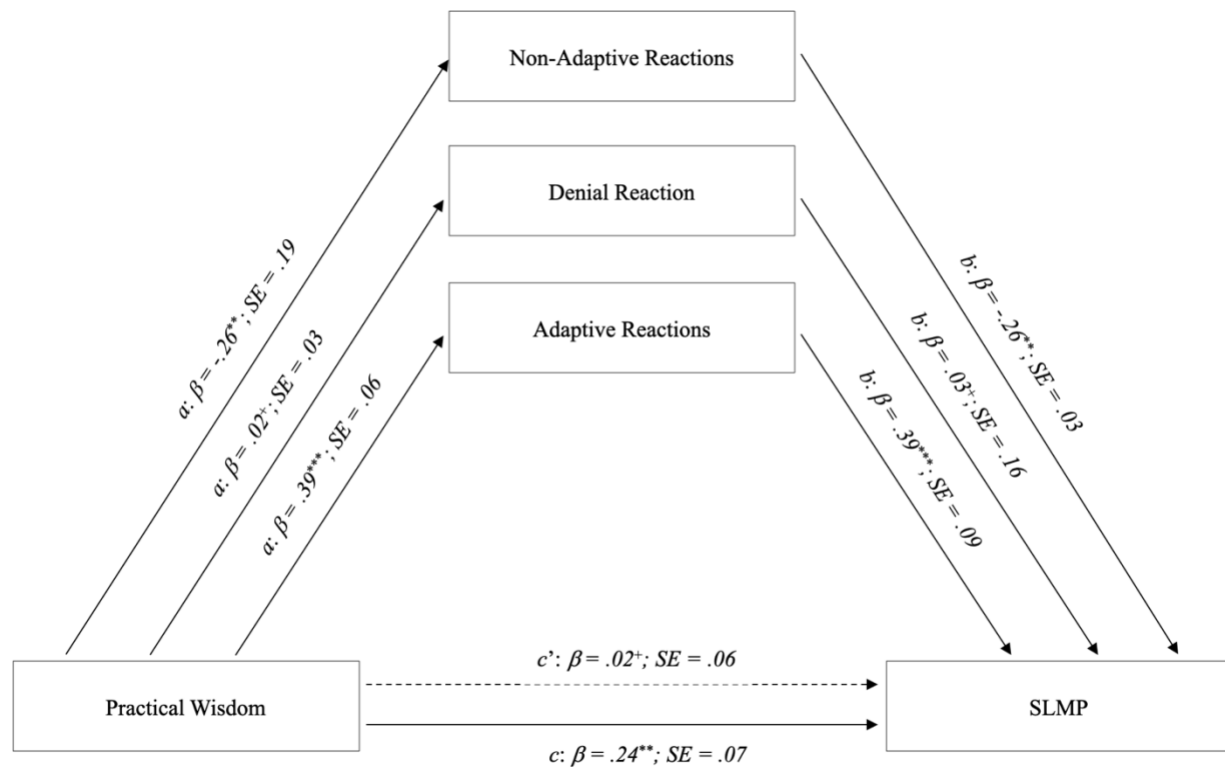 Non-Adaptive Reactions
Denial Reaction
Adaptive Reactions
a: β = -.26**; SE = .19
a: β = .02+; SE = .03
a: β = .39***; SE = .06
b: β = -.26**; SE = .03
b: β = .03+; SE = .16
b: β = .39***; SE = .09
c’: β = .02+; SE = .06
Practical Wisdom
SLMP
c: β = .24**; SE = .07